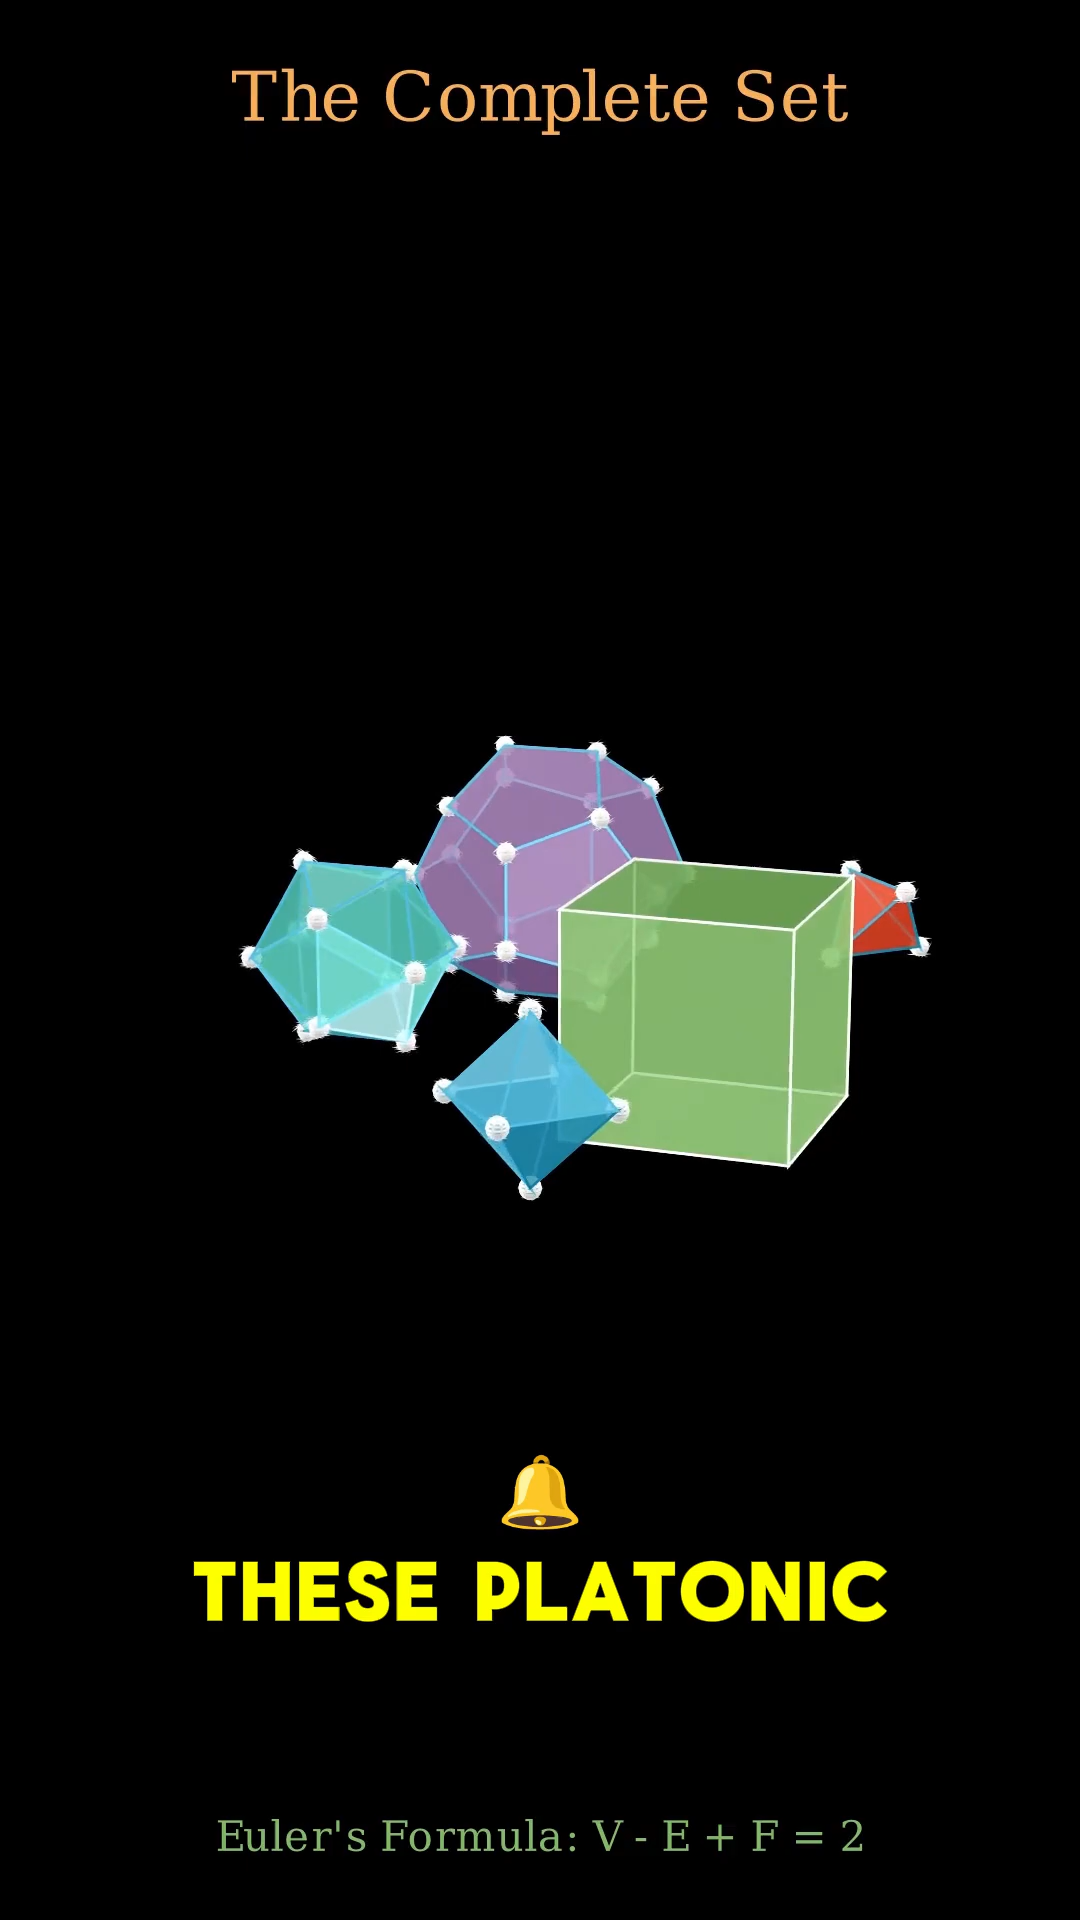 The Complete Set
THESE PLATONIC
Euler's Formula: V - E + F = 2